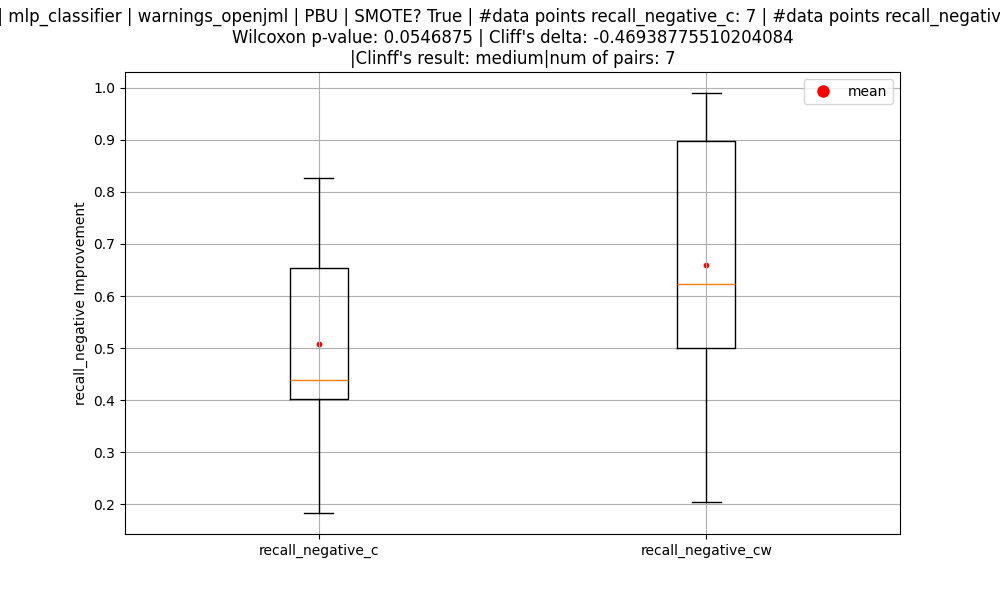 | mlp_classifier | warnings_openjml | PBU | SMOTE? True | #data points recall_negative_c: 7 | #data points
Wilcoxon p-value: 0.0546875 | Cliff's delta: -0.46938775510204084
|Clinff's result: medium|num of pairs: 7
mean
recall_negative Improvement
1.0
0.9
0.8
0.7
0.6
0.5
0.4
0.3
0.2
recall_negative_c
recall_negative_cw